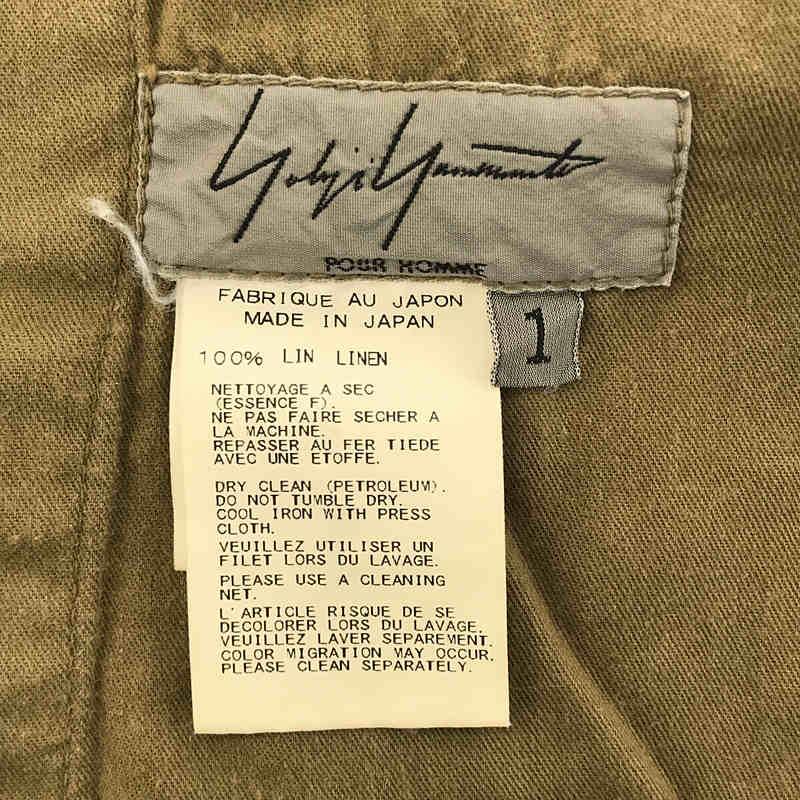 Yohji Yamamoto
POUR HOMME
FABRIQUE AU JAPON
MADE IN JAPAN
1
100% LIN LINEN
NETTOYAGE A SEC
(ESSENCE F).
NE PAS FAIRE SECHER A
LA MACHINE.
REPASSER AU FER TIEDE
AVEC UNE ETOFFE.
DRY CLEAN (PETROLEUM).
DO NOT TUMBLE DRY.
COOL IRON WITH PRESS
CLOTH.
VEUILLEZ UTILISER UN
FILET LORS DU LAVAGE.
PLEASE USE A CLEANING
NET.
L'ARTICLE RISQUE DE SE
DECOLORER LORS DU LAVAGE.
VEUILLEZ LAVER SEPAREMENT.
COLOR MIGRATION MAY OCCUR.
PLEASE CLEAN SEPARATELY.